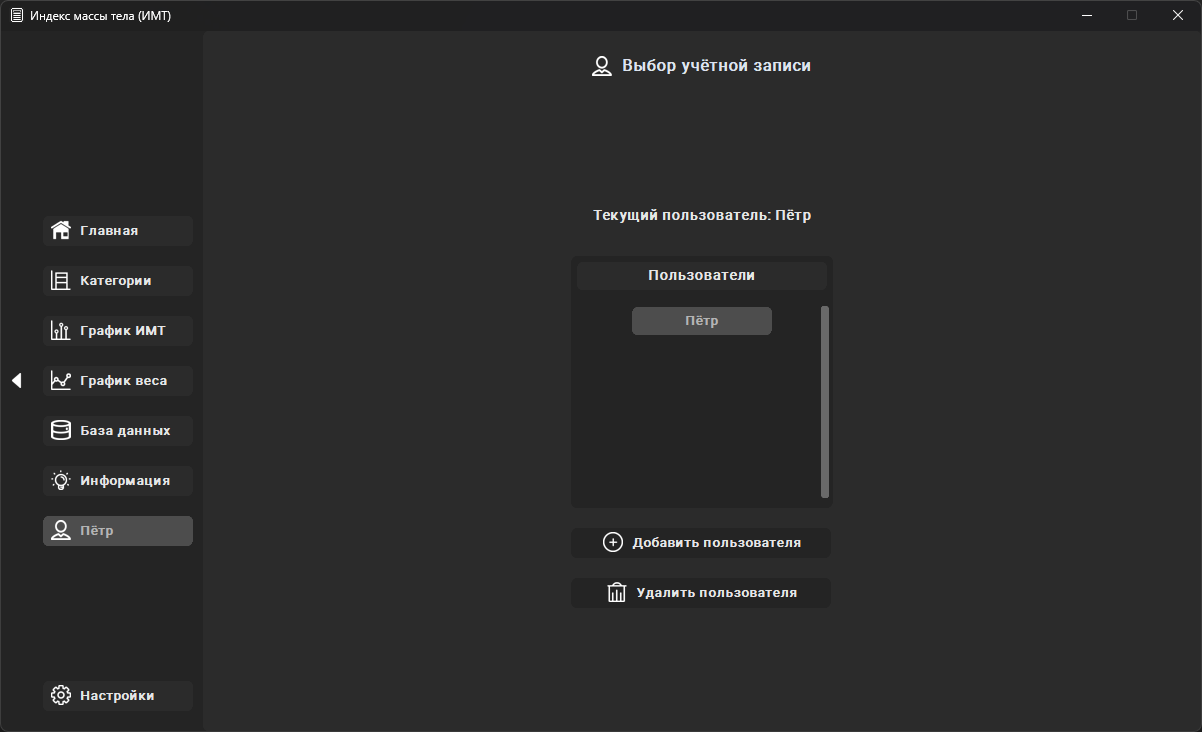 Индекс массы тела (ИМТ)
Выбор учётной записи
Главная
Категории
График ИМТ
График веса
База данных
Информация
Пётр
Настройки
Текущий пользователь: Пётр
Пользователи
Пётр
Добавить пользователя
Удалить пользователя